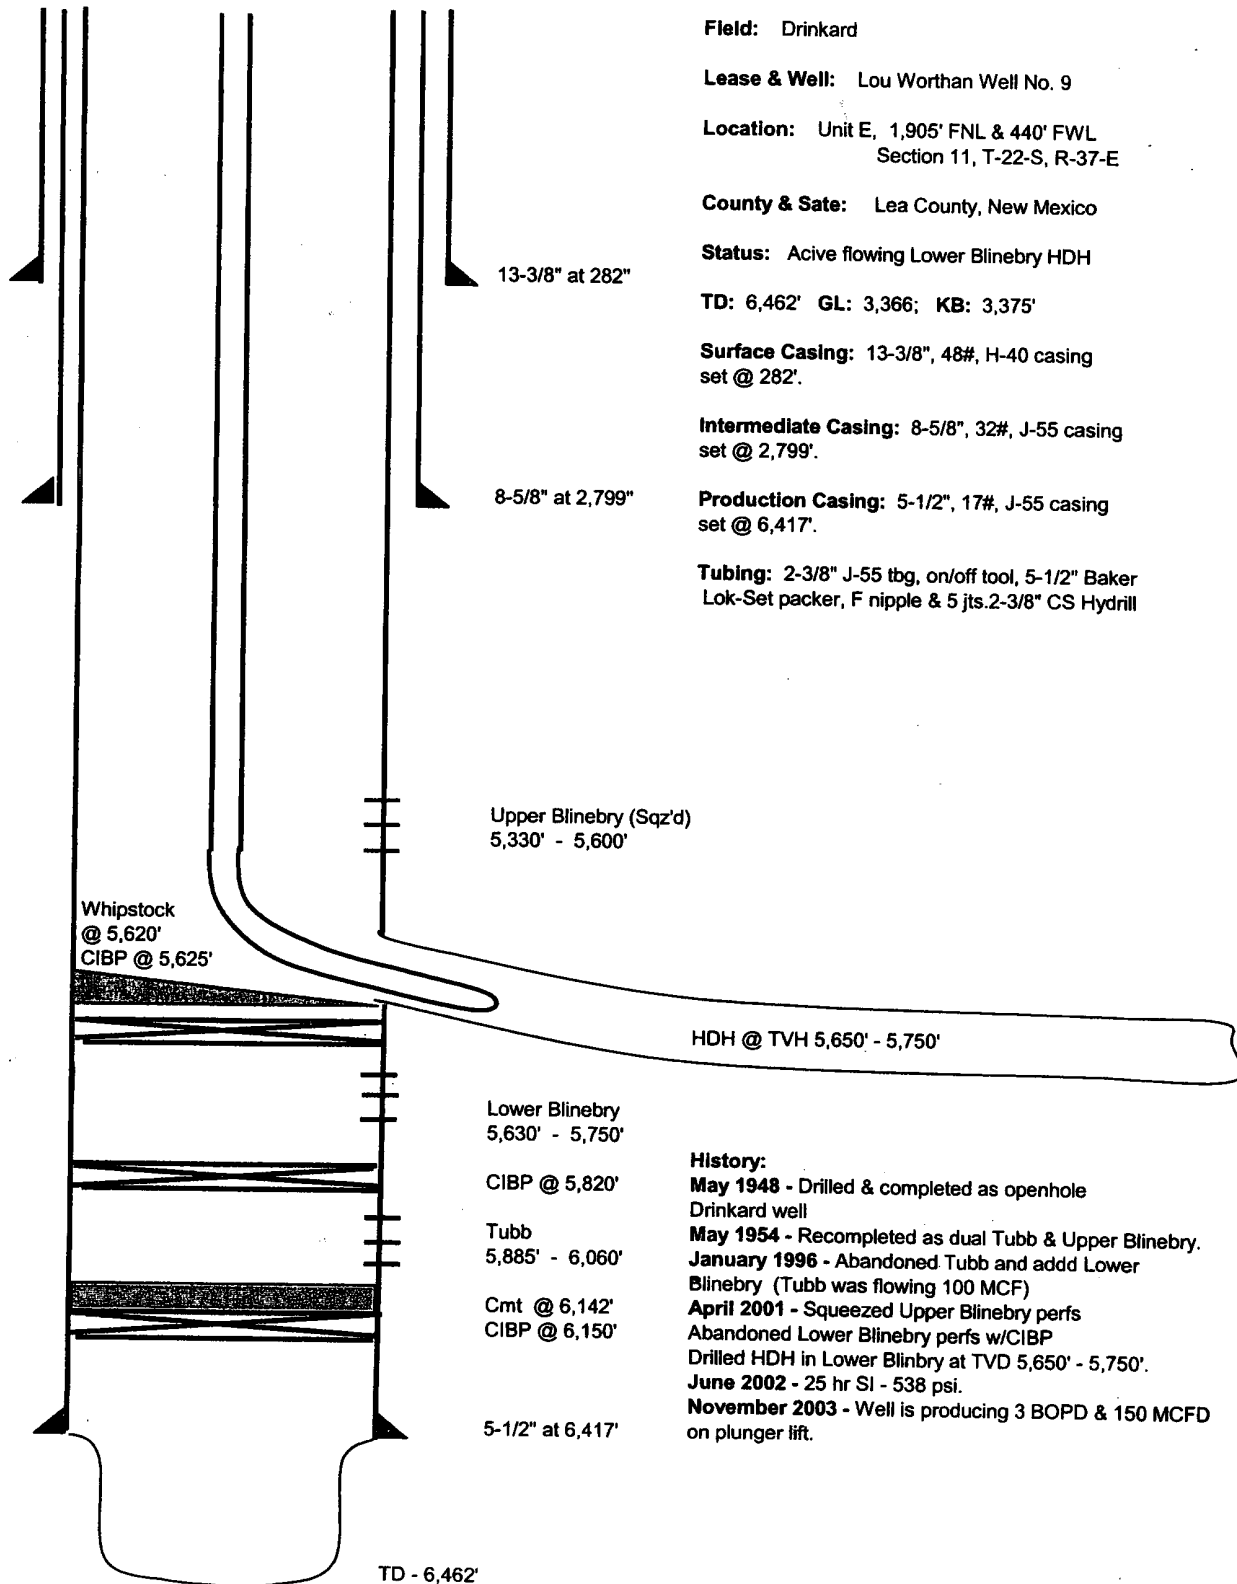 Field: Drinkard
Lease & Well: Lou Worthan Well No. 9
Location: Unit E, 1,905' FNL & 440' FWL
Section 11, T-22-S, R-37-E
County & Sate: Lea County, New Mexico
Status: Acive flowing Lower Blinebry HDH
TD: 6,462' GL: 3,366; KB: 3,375'
Surface Casing: 13-3/8", 48#, H-40 casing
set @ 282'.
Intermediate Casing: 8-5/8", 32#, J-55 casing
set @ 2,799'.
Production Casing: 5-1/2", 17#, J-55 casing
set @ 6,417'.
Tubing: 2-3/8" J-55 tbg, on/off tool, 5-1/2" Baker
Lok-Set packer, F nipple & 5 jts.2-3/8" CS Hydrill
13-3/8" at 282"
8-5/8" at 2,799"
Upper Blinebry (Sqz'd)
5,330' - 5,600'
Whipstock
@ 5,620'
CIBP @ 5,625'
HDH @ TVH 5,650' - 5,750'
Lower Blinebry
5,630' - 5,750'
CIBP @ 5,820'
Tubb
5,885' - 6,060'
Cmt @ 6,142'
CIBP @ 6,150'
5-1/2" at 6,417'
TD - 6,462'
History:
May 1948 - Drilled & completed as openhole
Drinkard well
May 1954 - Recompleted as dual Tubb & Upper Blinebry.
January 1996 - Abandoned Tubb and addd Lower
Blinebry (Tubb was flowing 100 MCF)
April 2001 - Squeezed Upper Blinebry perfs
Abandoned Lower Blinebry perfs w/CIBP
Drilled HDH in Lower Blinbry at TVD 5,650' - 5,750'.
June 2002 - 25 hr SI - 538 psi.
November 2003 - Well is producing 3 BOPD & 150 MCFD
on plunger lift.